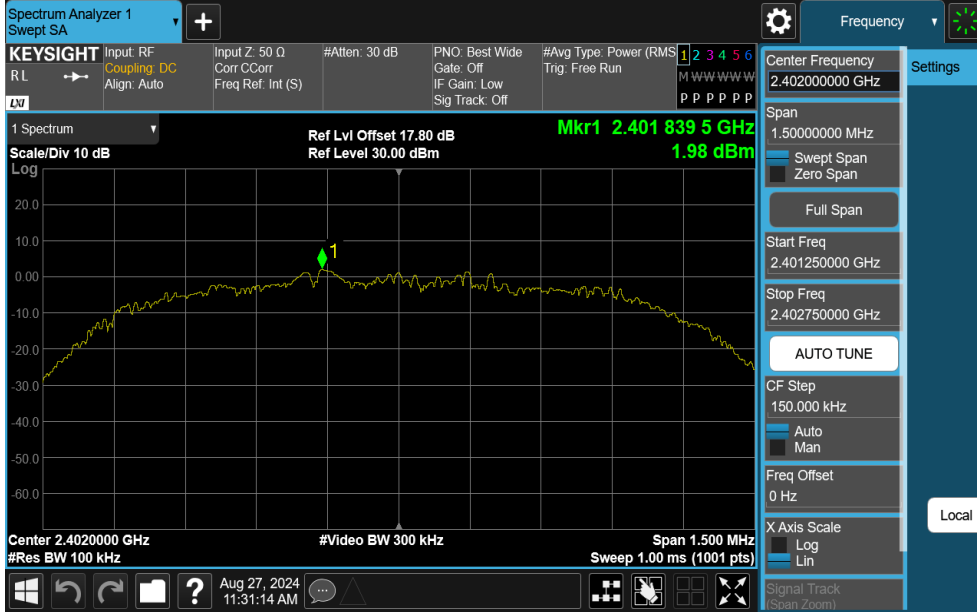 Spectrum Analyzer 1
Swept SA
+
Frequency
KEYSIGHT
RL
LXI
Input: RF
Coupling: DC
Align: Auto
Input Z: 50 Ω
Corr CCorr
Freq Ref: Int (S)
#Atten: 30 dB
PNO: Best Wide
Gate: Off
IF Gain: Low
Sig Track: Off
#Avg Type: Power (RMS
Trig: Free Run
1 2 3 4 5 6
M W W W W W
P P P P P P
1 Spectrum
Scale/Div 10 dB
Log
Ref Lvl Offset 17.80 dB
Ref Level 30.00 dBm
Mkr1 2.401 839 5 GHz
1.98 dBm
20.0
10.0
0.00
-10.0
-20.0
-30.0
-40.0
-50.0
-60.0
1
Center 2.4020000 GHz
#Res BW 100 kHz
#Video BW 300 kHz
Span 1.500 MHz
Sweep 1.00 ms (1001 pts)
?
Aug 27, 2024
11:31:14 AM
Center Frequency
2.402000000 GHz
Span
1.50000000 MHz
Swept Span
Zero Span
Full Span
Start Freq
2.401250000 GHz
Stop Freq
2.402750000 GHz
AUTO TUNE
CF Step
150.000 kHz
Auto
Man
Freq Offset
0 Hz
X Axis Scale
Log
Lin
Signal Track
(Span Zoom)
Settings
Local